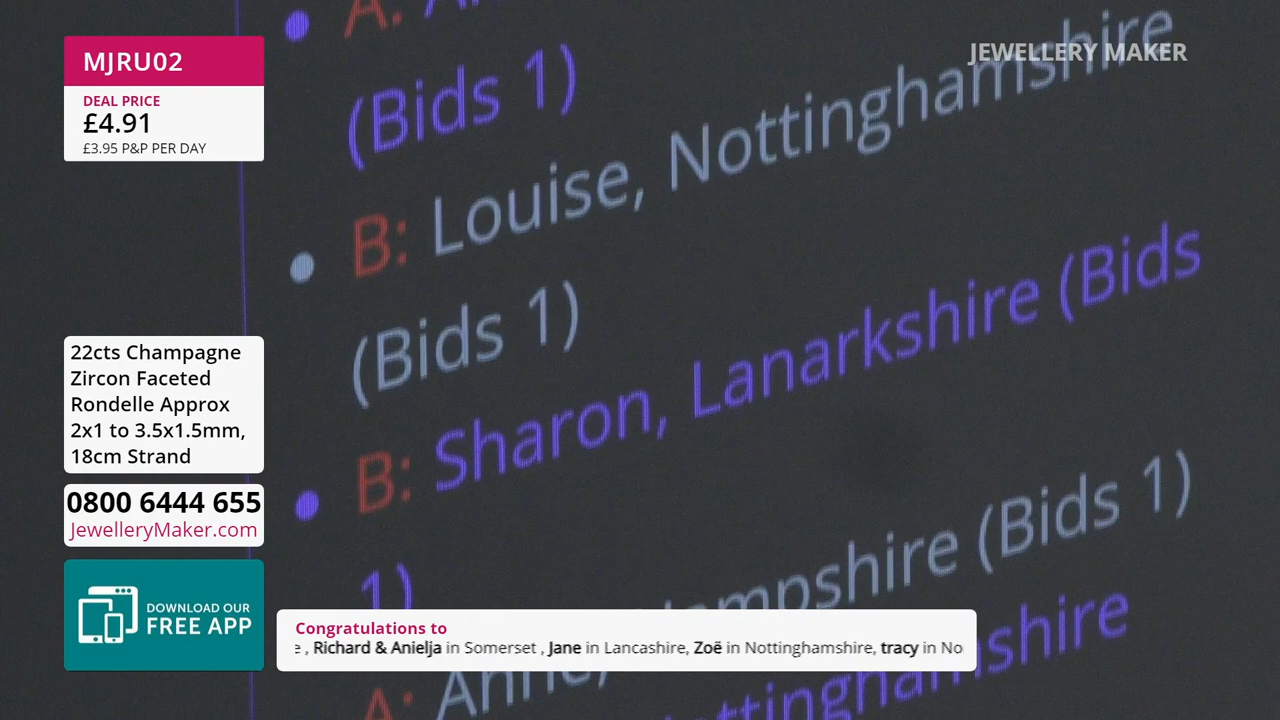 MJRU02
DEAL PRICE
£4.91
£3.95 P&P PER DAY
JEWELLERY MAKER
A:
(Bids 1)
B: Louise, Nottinghamshire
(Bids 1)
B: Sharon, Lanarkshire (Bids
1)
(Bids 1)
A: Anne,
22cts Champagne
Zircon Faceted
Rondelle Approx
2x1 to 3.5x1.5mm,
18cm Strand
0800 6444 655
JewelleryMaker.com
DOWNLOAD OUR
FREE APP
Congratulations to
e , Richard & Anielja in Somerset , Jane in Lancashire, Zoë in Nottinghamshire, tracy in No